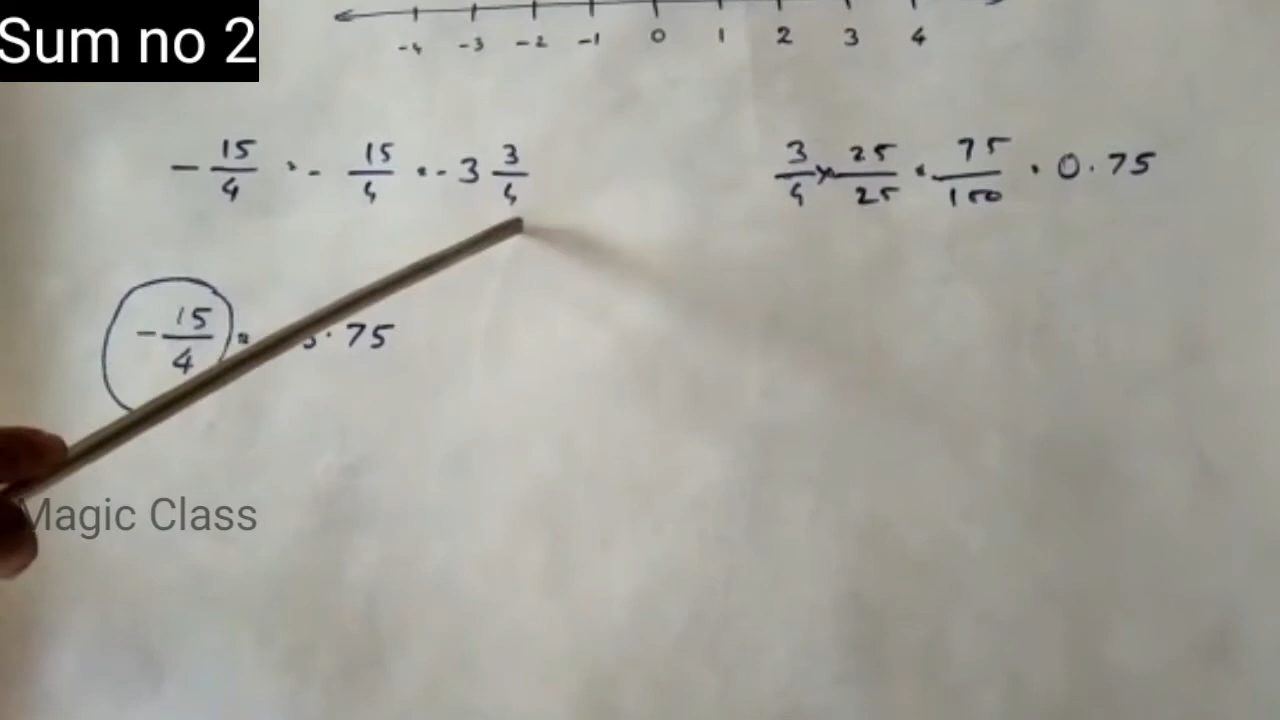 Sum no 2
-4 -3 -2 -1 0 1 2 3 4
- 15/4 = - 15/4 = - 3 3/4
3/4 × 25/25 = 75/100 = 0.75
- 15/4 = .75
Magic Class